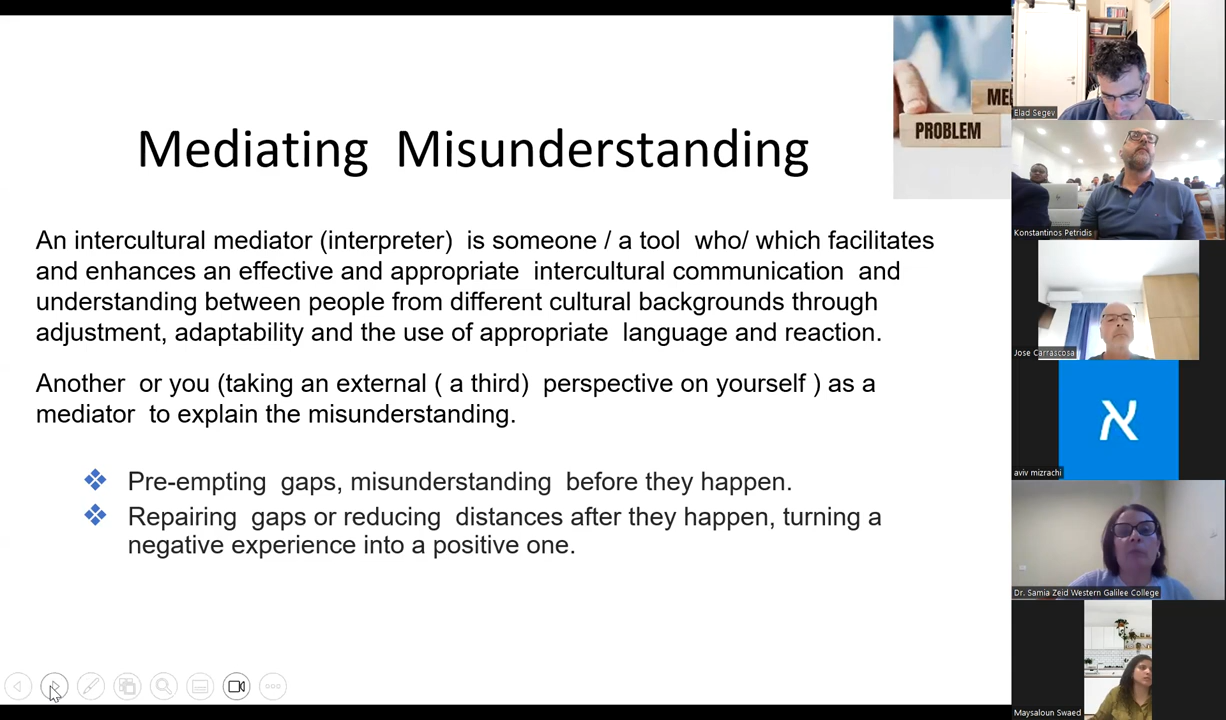 Mediating Misunderstanding
PROBLEM
ME
An intercultural mediator (interpreter) is someone / a tool who/ which facilitates
and enhances an effective and appropriate intercultural communication and
understanding between people from different cultural backgrounds through
adjustment, adaptability and the use of appropriate language and reaction.
Another or you (taking an external ( a third) perspective on yourself ) as a
mediator to explain the misunderstanding.
Pre-empting gaps, misunderstanding before they happen.
Repairing gaps or reducing distances after they happen, turning a
negative experience into a positive one.
Elad Segev
Konstantinos Petridis
Jose Carrascosa
א
aviv mizrachi
Dr. Samia Zeid Western Galilee College
Maysaloun Swaed